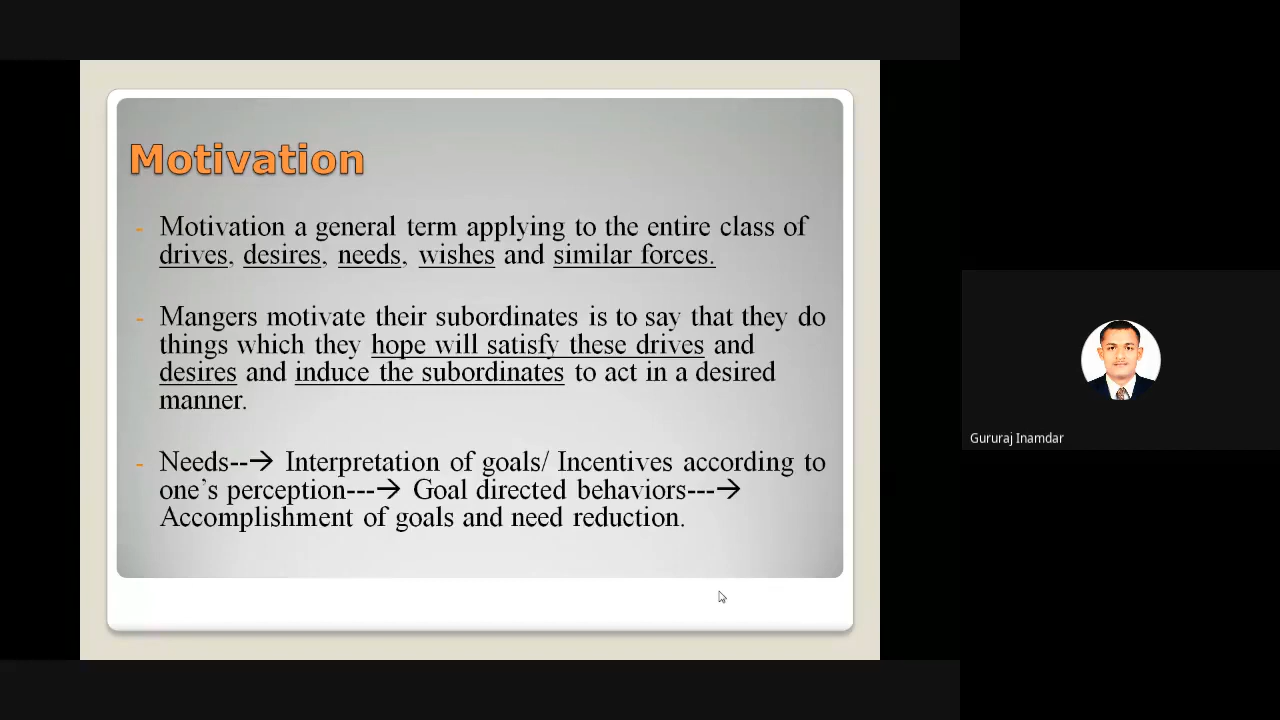 Motivation
- Motivation a general term applying to the entire class of
drives, desires, needs, wishes and similar forces.
- Mangers motivate their subordinates is to say that they do
things which they hope will satisfy these drives and
desires and induce the subordinates to act in a desired
manner.
- Needs--→ Interpretation of goals/ Incentives according to
one’s perception---→ Goal directed behaviors---→
Accomplishment of goals and need reduction.
Gururaj Inamdar